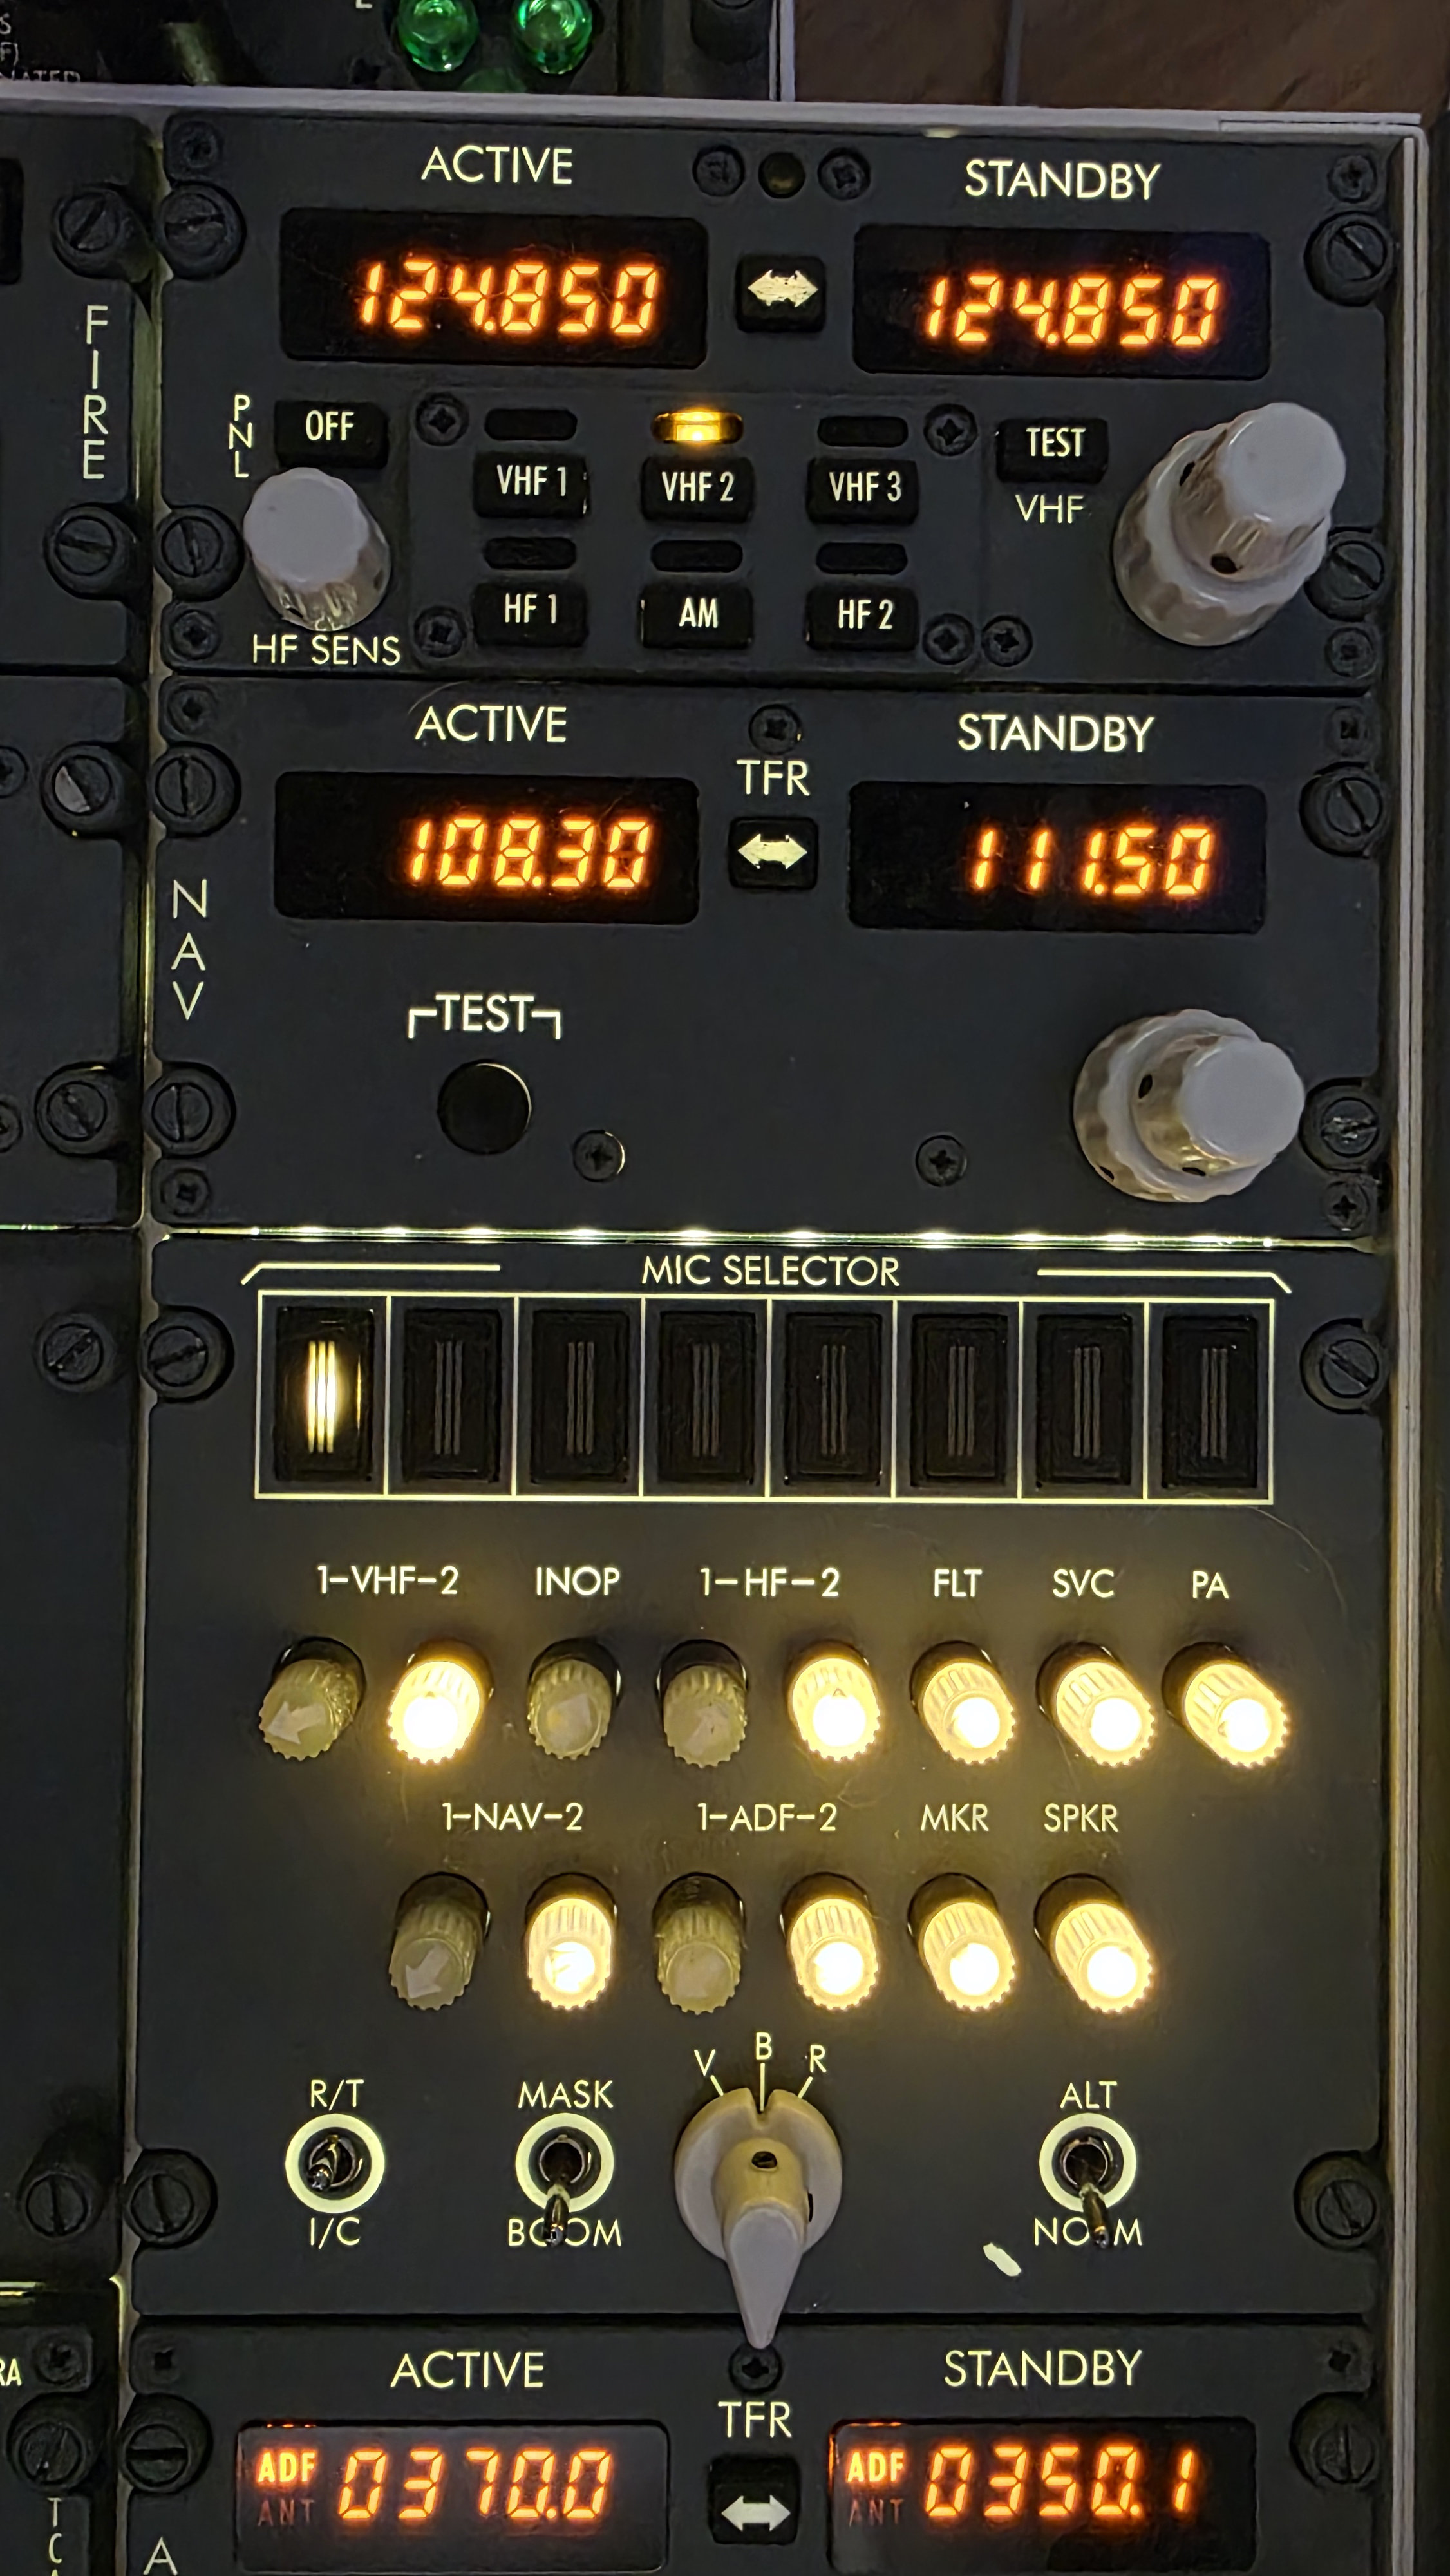 ACTIVE STANDBY
124.850 124.850
FIRE
PNL OFF
VHF 1 VHF 2 VHF 3
TEST
VHF
HF 1 AM HF 2
HF SENS
ACTIVE STANDBY
TFR
108.30 111.50
NAV
TEST
MIC SELECTOR
1-VHF-2 INOP 1-HF-2 FLT SVC PA
1-NAV-2 1-ADF-2 MKR SPKR
V B R
R/T MASK ALT
I/C BOOM NORM
RA
ACTIVE STANDBY
TFR
ADF 0370.0 ADF 0350.1
ANT ANT
TC
A